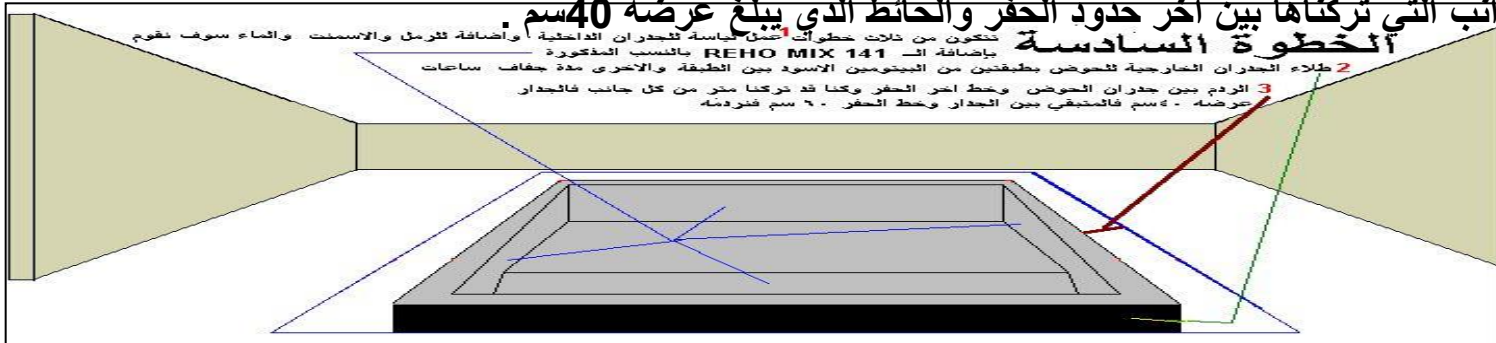 انب التي تركناها بين اخر حدود الحفر والحائط الذي يبلغ عرضه 40سم .
الخطوة السادسة
تتكون من ثلاث خطوات 1 عمل لياسة للجدران الداخلية واضافة للرمل والاسمنت والماء سوف نقوم
بإضافة الـ REHO MIX 141 بالنسب المذكورة
2 طلاء الجدران الخارجية للحوض بطبقتين من البيتومين الاسود بين الطبقة والاخرى مدة جفاف ساعات
3 الردم بين جدران الحوض وخط اخر الحفر وكنا قد تركنا متر من كل جانب فالجدار
عرضه ٤٠سم فالمتبقي بين الجدار وخط الحفر ٦٠ سم فنردمه